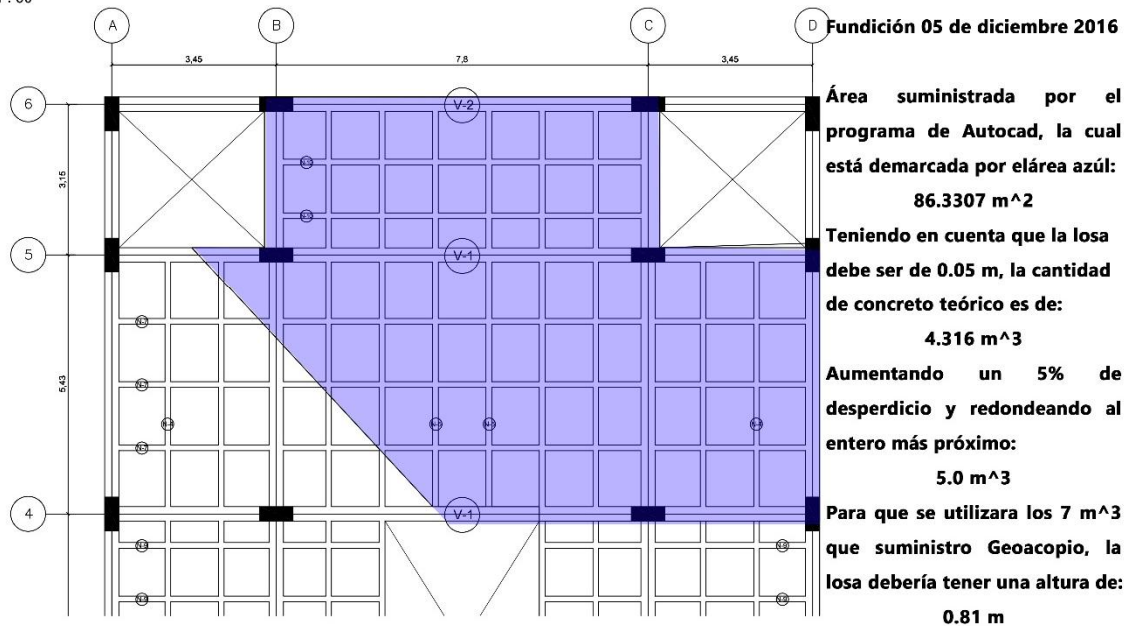 A
B
C
D
Fundición 05 de diciembre 2016
3,45
7,8
3,45
6
V-2
Área suministrada por el
programa de Autocad, la cual
está demarcada por elárea azúl:
86.3307 m^2
3,15
5
V-1
Teniendo en cuenta que la losa
debe ser de 0.05 m, la cantidad
de concreto teórico es de:
4.316 m^3
5,43
Aumentando un 5% de
desperdicio y redondeando al
entero más próximo:
5.0 m^3
4
V-1
Para que se utilizara los 7 m^3
que suministro Geoacopio, la
losa debería tener una altura de:
0.81 m